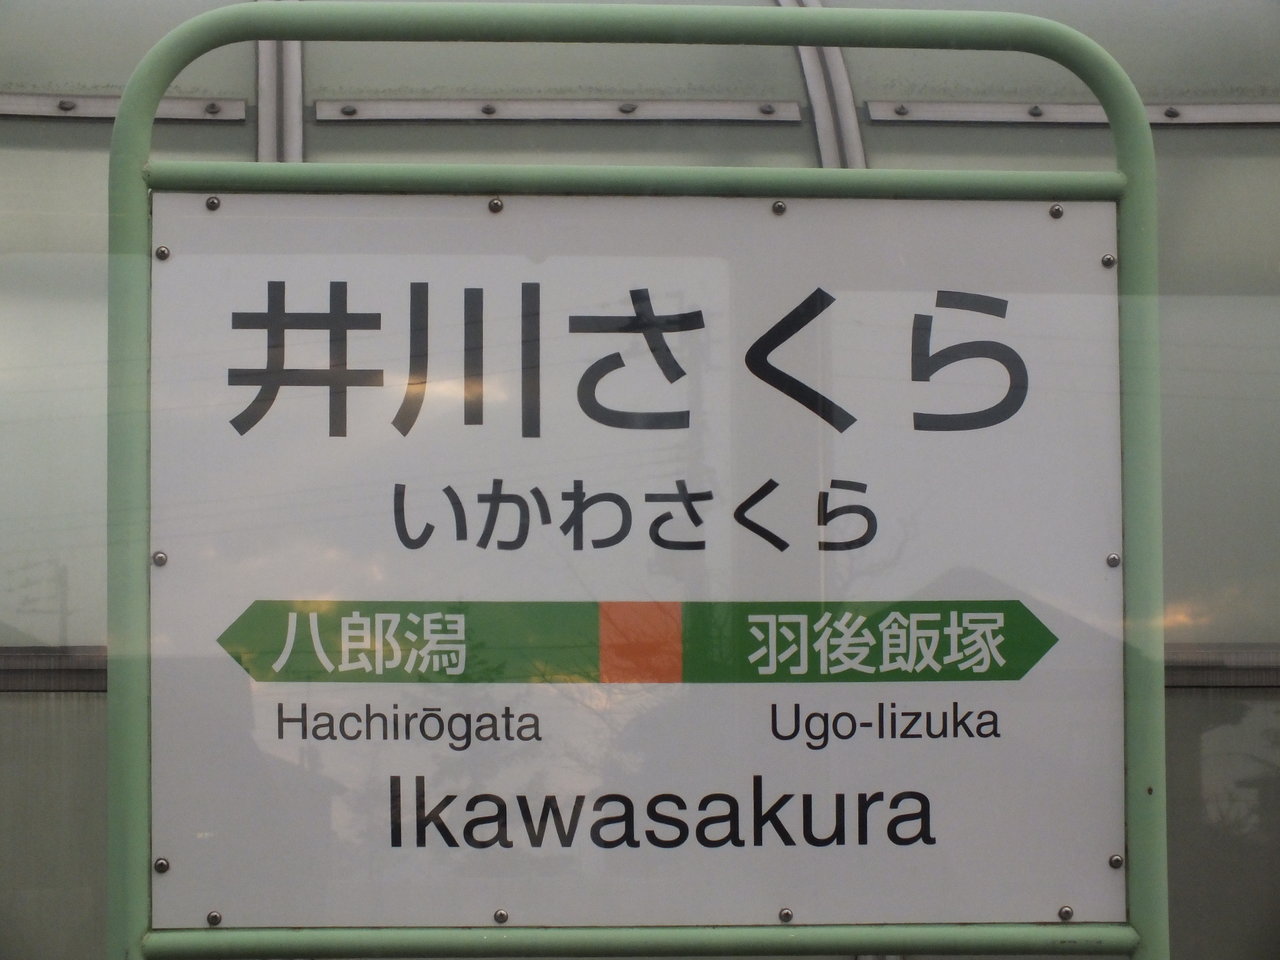 井川さくら
いかわさくら
八郎潟 羽後飯塚
Hachirōgata Ugo-Iizuka
Ikawasakura